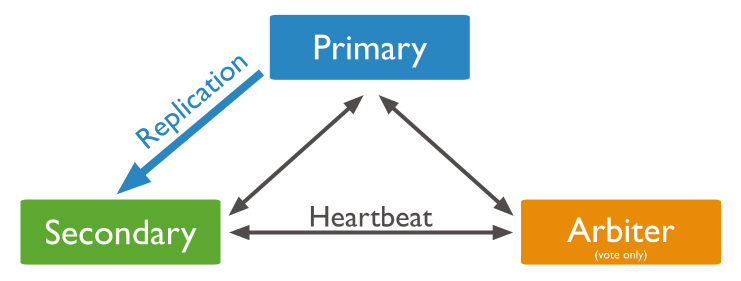 Primary
Replication
Heartbeat
Secondary
Arbiter
(vote only)